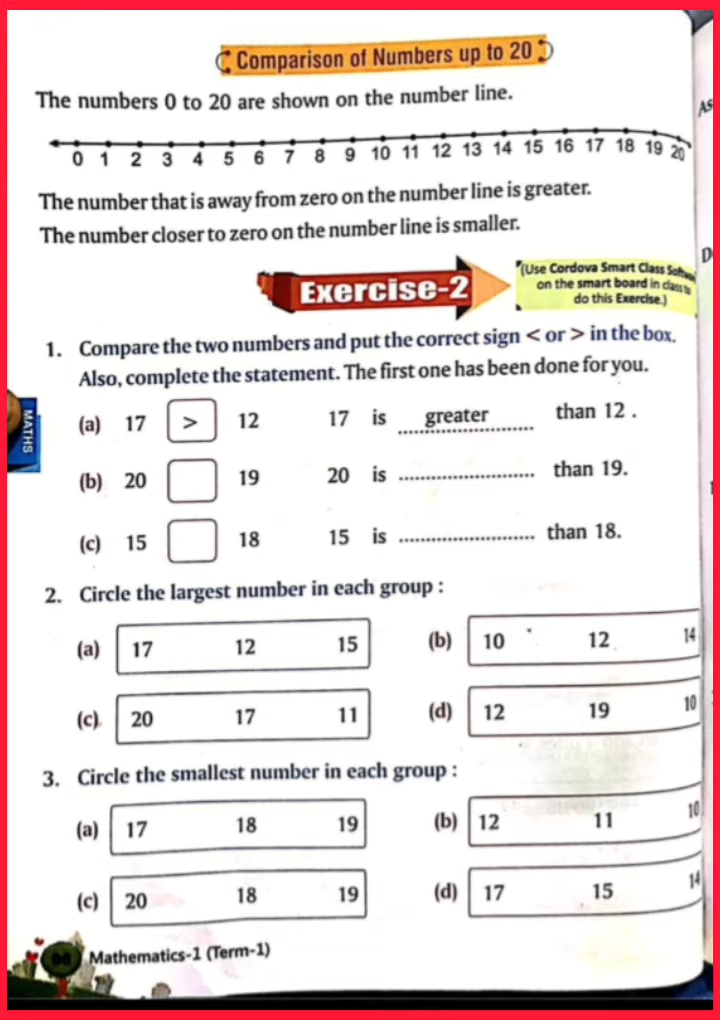 Comparison of Numbers up to 20
The numbers 0 to 20 are shown on the number line.
0 1 2 3 4 5 6 7 8 9 10 11 12 13 14 15 16 17 18 19 20
The number that is away from zero on the number line is greater.
The number closer to zero on the number line is smaller.
Exercise-2
(Use Cordova Smart Class Software
on the smart board in class to
do this Exercise.)
1. Compare the two numbers and put the correct sign < or > in the box.
Also, complete the statement. The first one has been done for you.
MATHS
(a) 17 > 12 17 is greater than 12 .
(b) 20 19 20 is .......................... than 19.
(c) 15 18 15 is .......................... than 18.
2. Circle the largest number in each group :
(a) 17 12 15 (b) 10 12 14
(c) 20 17 11 (d) 12 19 10
3. Circle the smallest number in each group :
(a) 17 18 19 (b) 12 11 10
(c) 20 18 19 (d) 17 15 14
Mathematics-1 (Term-1)